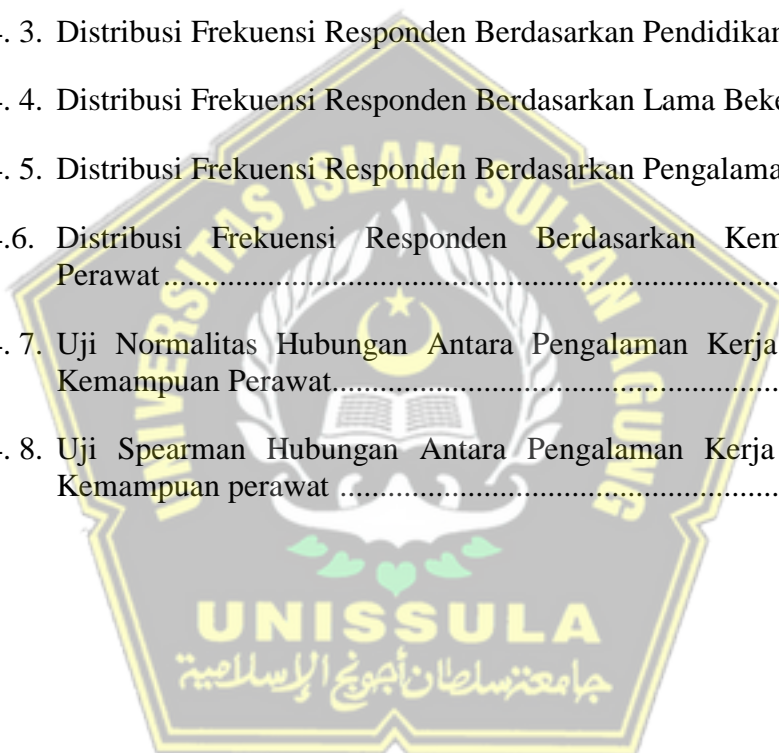 . 3. Distribusi Frekuensi Responden Berdasarkan Pendidikan
. 4. Distribusi Frekuensi Responden Berdasarkan Lama Beke
. 5. Distribusi Frekuensi Responden Berdasarkan Pengalama
.6. Distribusi Frekuensi Responden Berdasarkan Kem
Perawat
. 7. Uji Normalitas Hubungan Antara Pengalaman Kerja
Kemampuan Perawat
. 8. Uji Spearman Hubungan Antara Pengalaman Kerja
Kemampuan perawat
UNIVERSITAS ISLAM SULTAN AGUNG
UNISSULA
جامعة سلطان أجونج الإسلامية